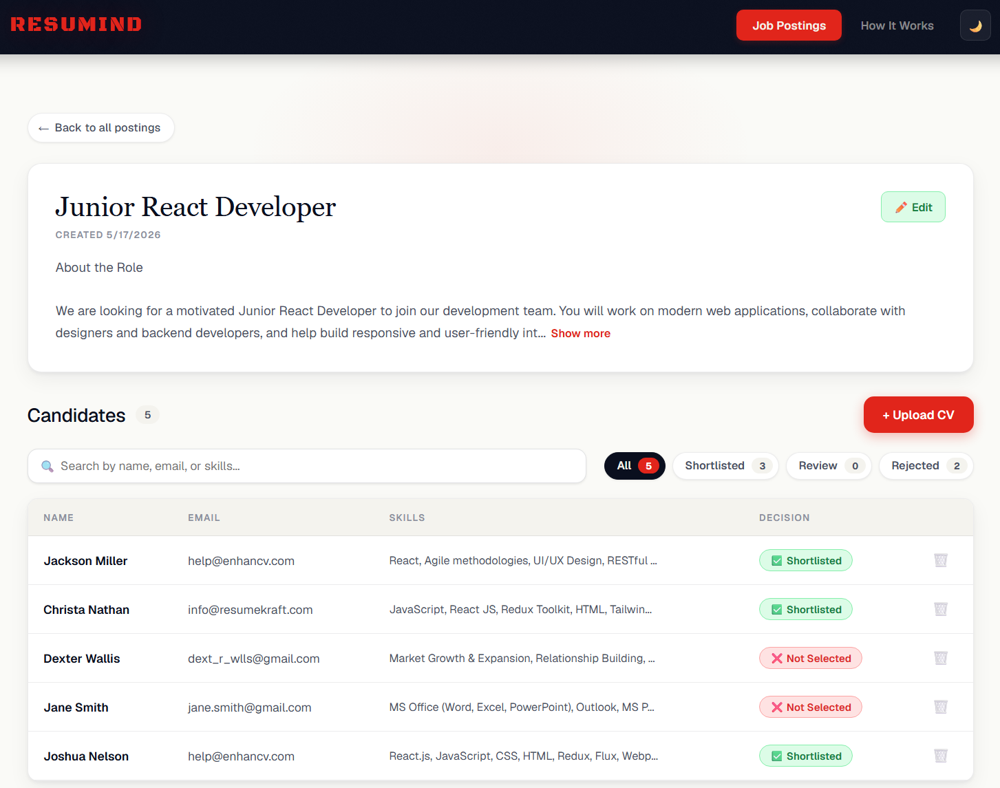 RESUMIND
Job Postings
How It Works
← Back to all postings
Junior React Developer
Edit
CREATED 5/17/2026
About the Role
We are looking for a motivated Junior React Developer to join our development team. You will work on modern web applications, collaborate with
designers and backend developers, and help build responsive and user-friendly int... Show more
Candidates 5
+ Upload CV
Search by name, email, or skills...
All 5
Shortlisted 3
Review 0
Rejected 2
NAME EMAIL SKILLS DECISION
Jackson Miller help@enhancv.com React, Agile methodologies, UI/UX Design, RESTful ... Shortlisted
Christa Nathan info@resumekraft.com JavaScript, React JS, Redux Toolkit, HTML, Tailwin... Shortlisted
Dexter Wallis dext_r_wlls@gmail.com Market Growth & Expansion, Relationship Building, ... Not Selected
Jane Smith jane.smith@gmail.com MS Office (Word, Excel, PowerPoint), Outlook, MS P... Not Selected
Joshua Nelson help@enhancv.com React.js, JavaScript, CSS, HTML, Redux, Flux, Webp... Shortlisted